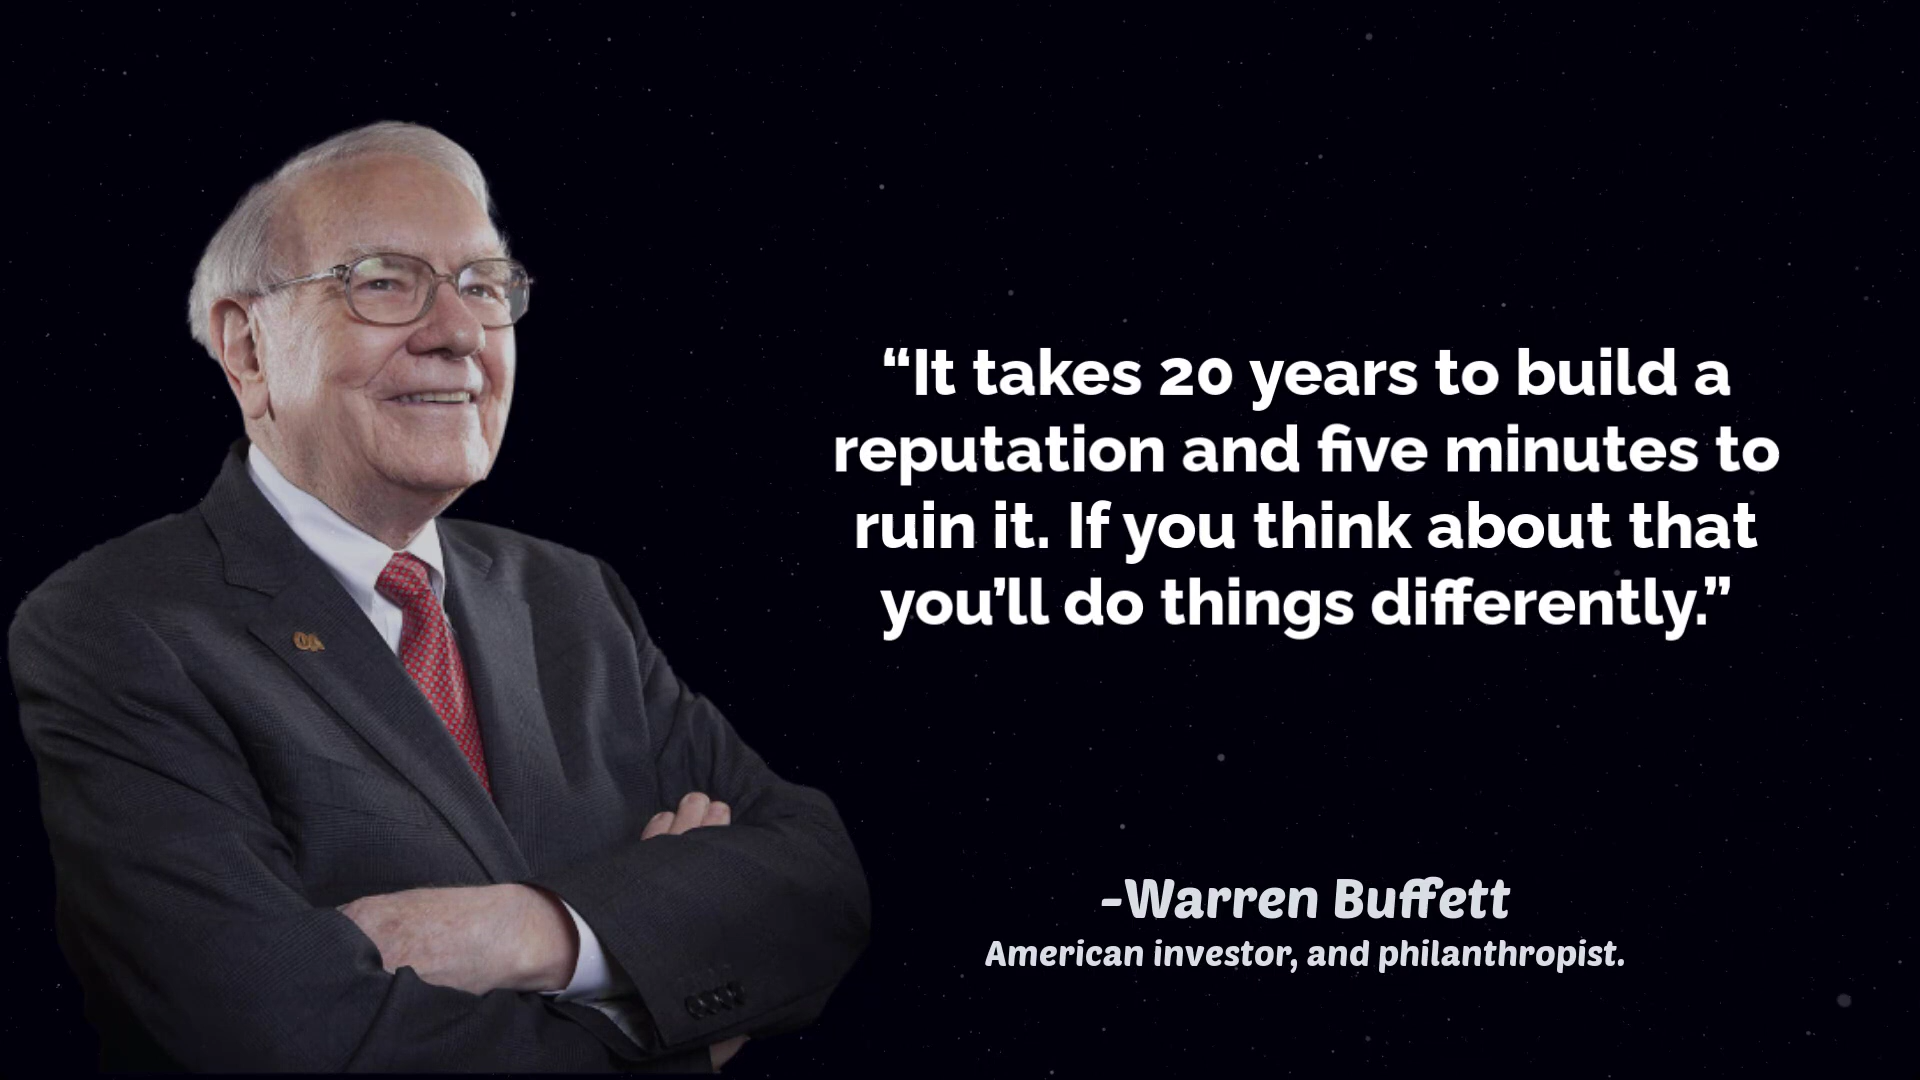 “It takes 20 years to build a
reputation and five minutes to
ruin it. If you think about that
you’ll do things differently.”
-Warren Buffett
American investor, and philanthropist.